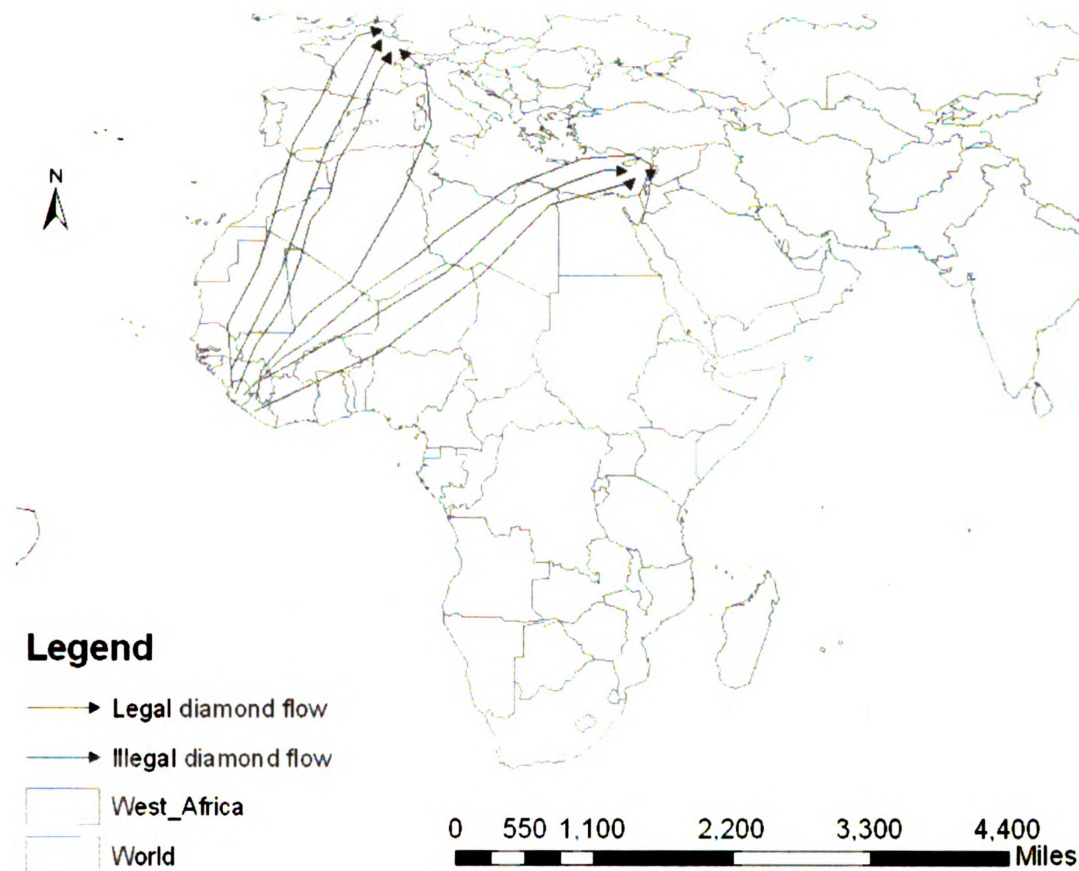 N
Legend
Legal diamond flow
Illegal diamond flow
West_Africa
World
0 550 1,100 2,200 3,300 4,400
Miles